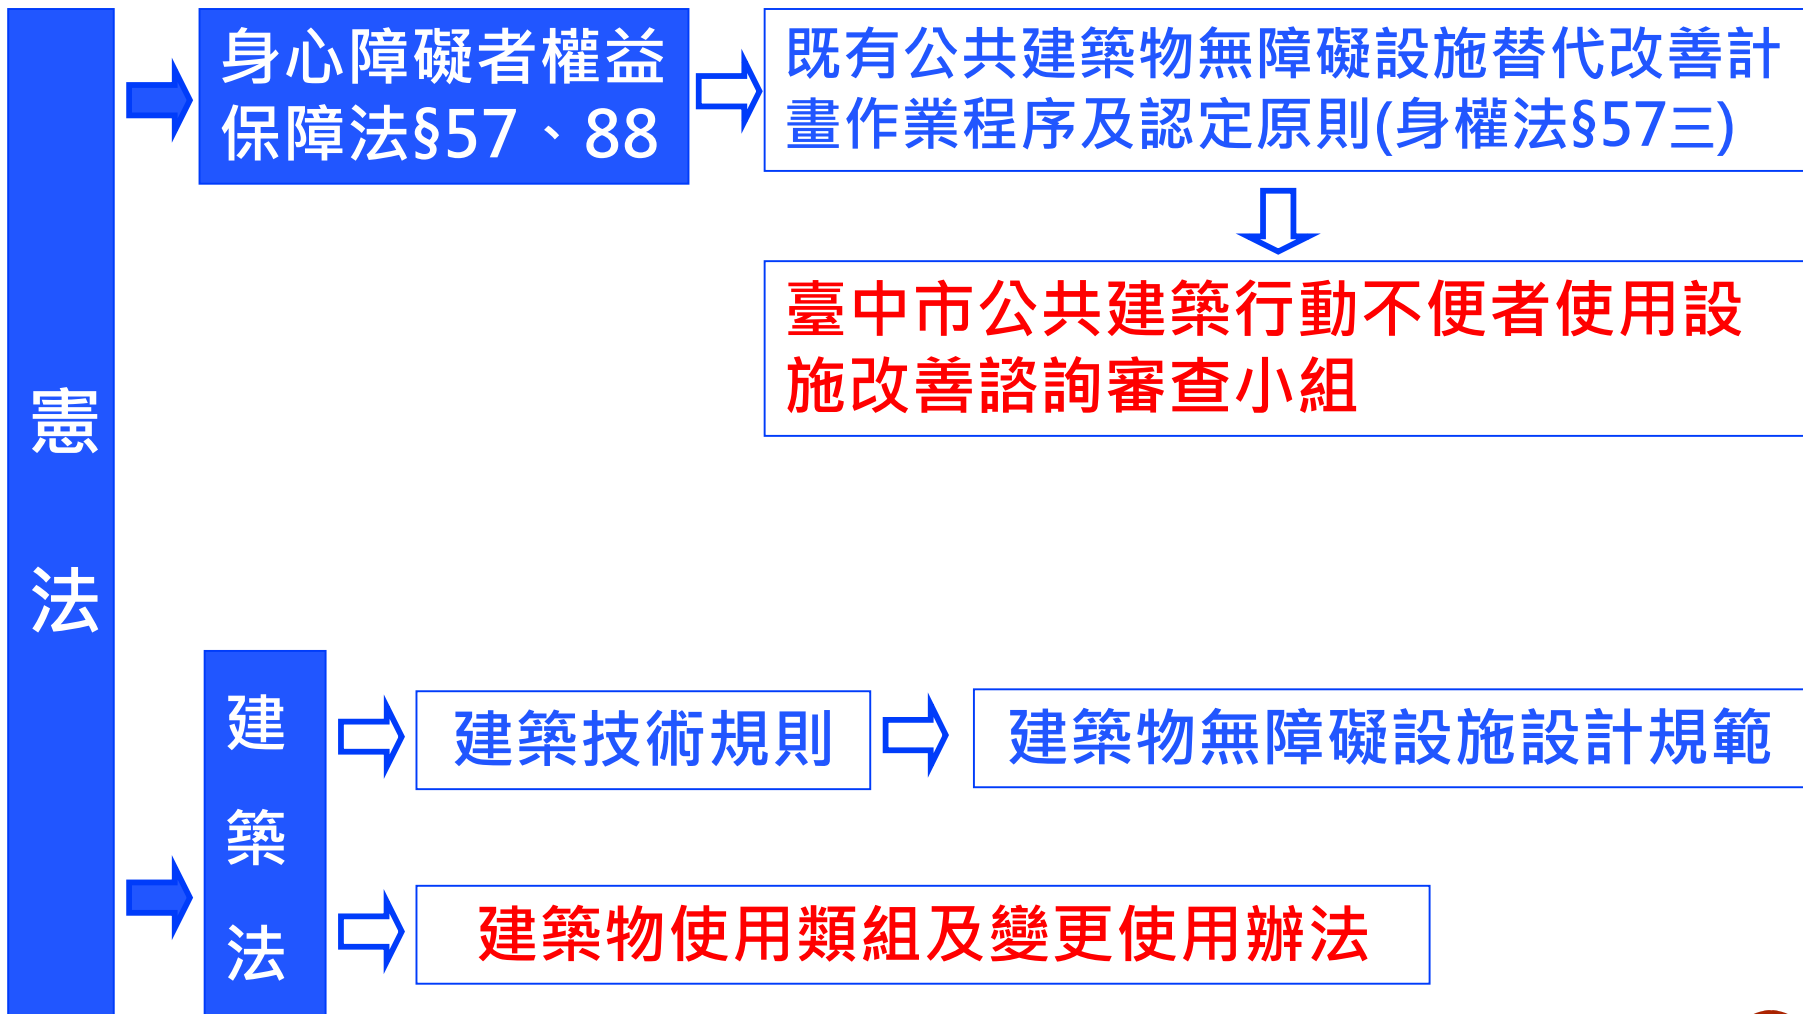 憲法
身心障礙者權益
保障法§57、88
既有公共建築物無障礙設施替代改善計
畫作業程序及認定原則(身權法§57三)
臺中市公共建築行動不便者使用設
施改善諮詢審查小組
建築法
建築技術規則
建築物無障礙設施設計規範
建築物使用類組及變更使用辦法